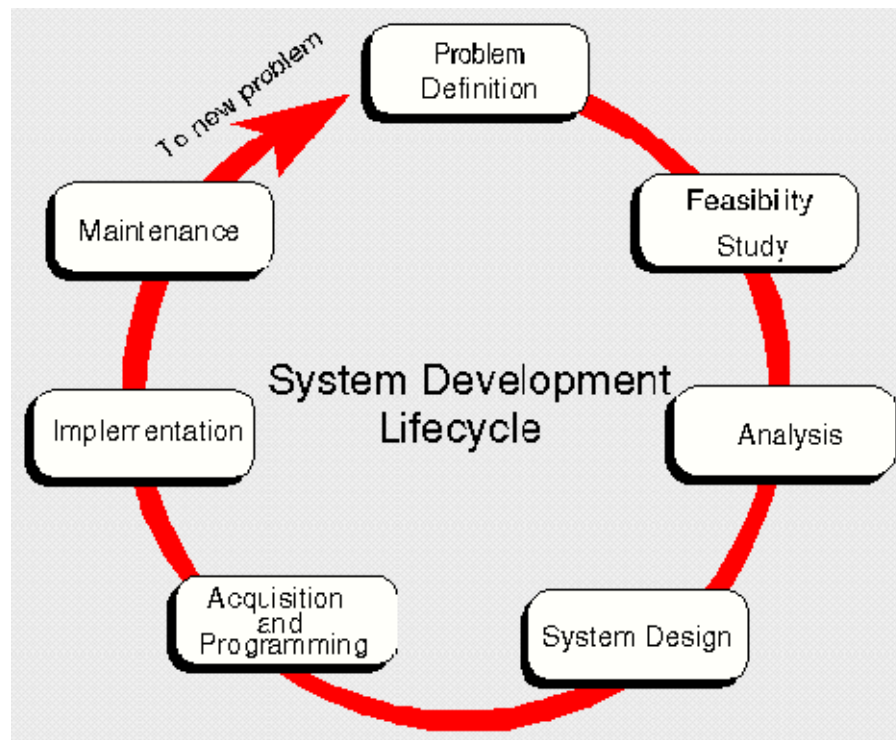 To new problem
Problem
Definition
Feasibiity
Study
Analysis
System Design
Acquisition
and
Programming
Implerrentation
Maintenance
System Development
Lifecycle